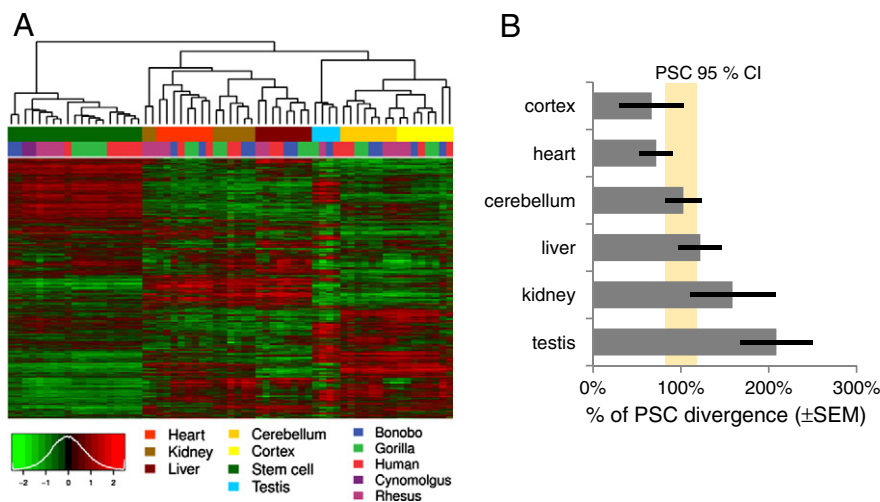 A
B
PSC 95 % CI
cortex
heart
cerebellum
liver
kidney
testis
0% 100% 200% 300%
% of PSC divergence (±SEM)
−2 −1 0 1 2
Heart
Kidney
Liver
Cerebellum
Cortex
Stem cell
Testis
Bonobo
Gorilla
Human
Cynomolgus
Rhesus